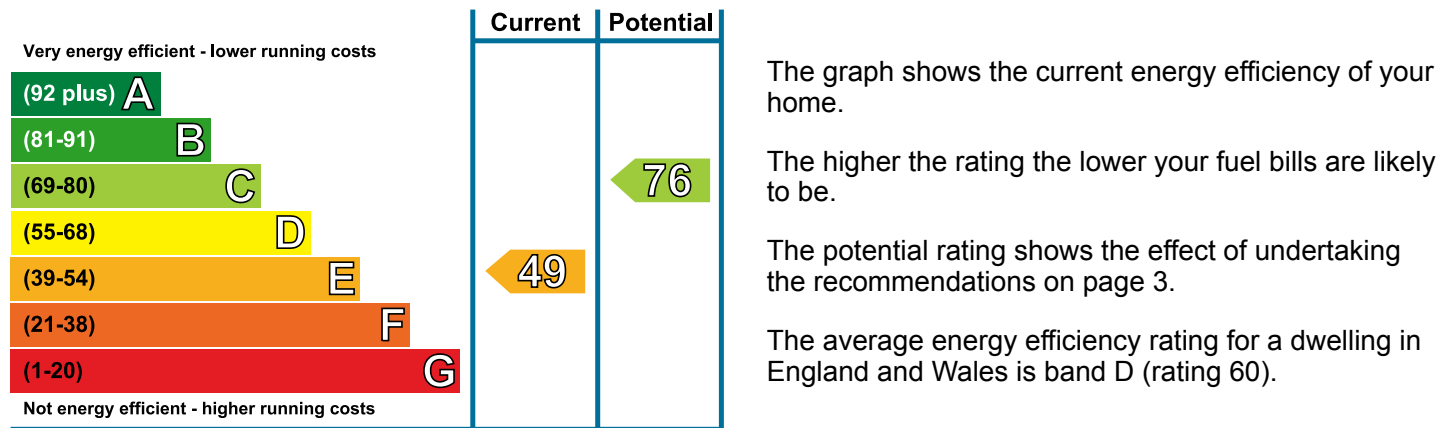 Current Potential
Very energy efficient - lower running costs
(92 plus) A
(81-91) B
(69-80) C
76
(55-68) D
(39-54) E
49
(21-38) F
(1-20) G
Not energy efficient - higher running costs
The graph shows the current energy efficiency of your
home.
The higher the rating the lower your fuel bills are likely
to be.
The potential rating shows the effect of undertaking
the recommendations on page 3.
The average energy efficiency rating for a dwelling in
England and Wales is band D (rating 60).